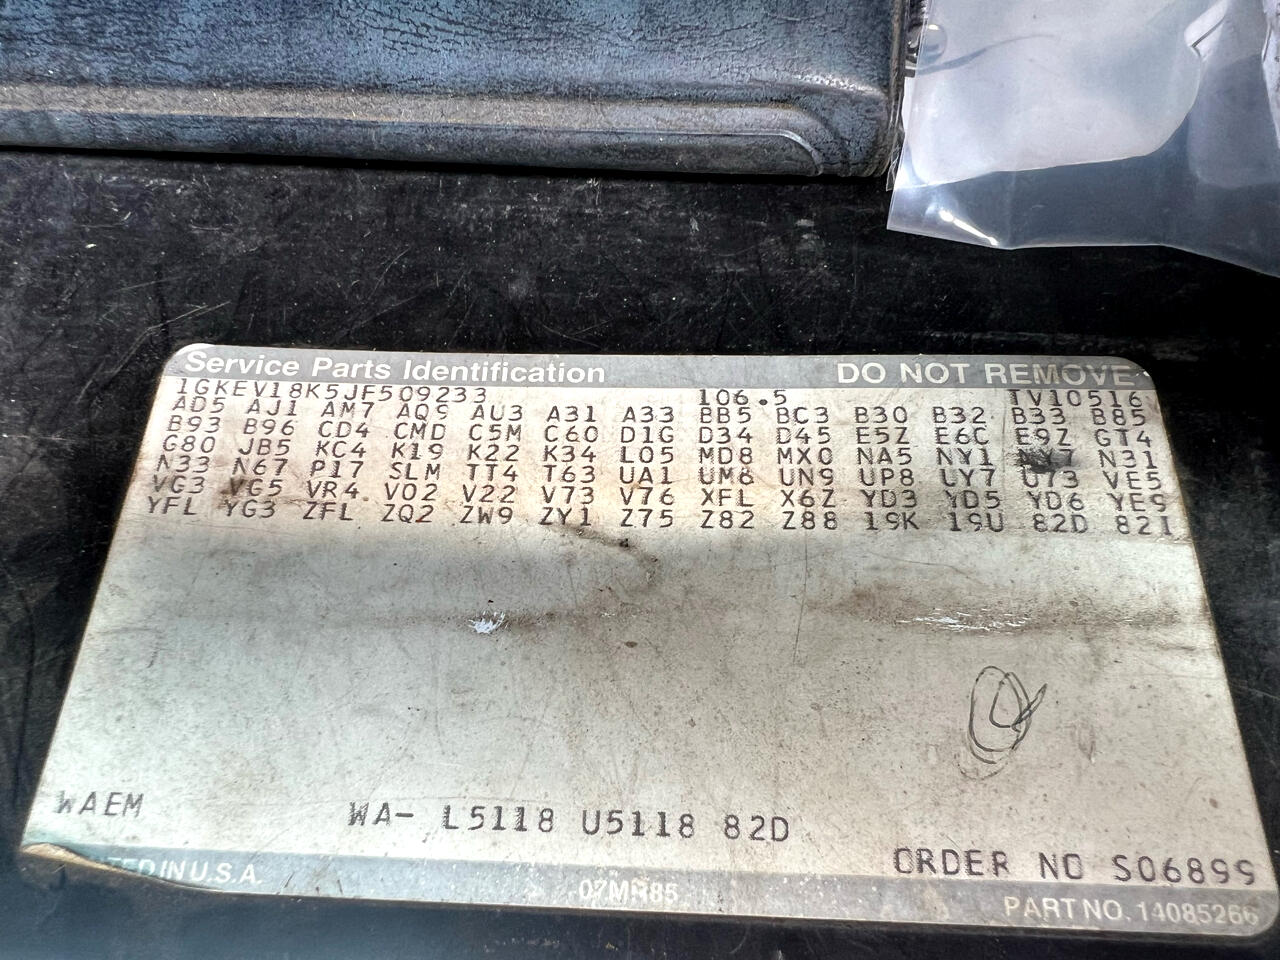 Service Parts Identification DO NOT REMOVE
1GKEV18K5JF509233 106.5 TV10516
AD5 AJ1 AM7 AQ9 AU3 A31 A33 BB5 BC3 B30 B32 B33 B85
B93 B96 CD4 CMD C5M C60 D1G D34 D45 E5Z E6C E9Z GT4
G80 JB5 KC4 K19 K22 K34 L05 MD8 MX0 NA5 NY1 NY7 N31
N33 N67 P17 SLM TT4 T63 UA1 UM6 UN9 UP8 UY7 U73 VE5
VG3 VG5 VR4 V02 V22 V73 V76 XFL X6Z YD3 YD5 YD6 YE9
YFL YG3 ZFL ZQ2 ZW9 ZY1 Z75 Z82 Z88 19K 19U 82D 82I
WAEM WA- L5118 U5118 82D
ORDER NO S06899
IN U.S.A. 07MR85 PART NO. 14085266